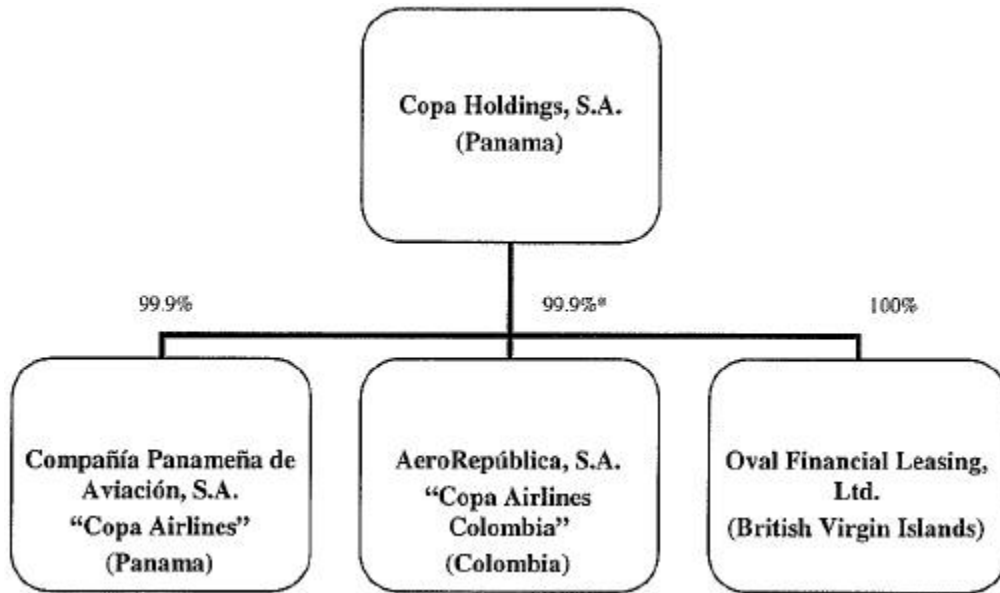 Copa Holdings, S.A.
(Panama)
99.9%
99.9%*
100%
Compañía Panameña de
Aviación, S.A.
“Copa Airlines”
(Panama)
AeroRepública, S.A.
“Copa Airlines
Colombia”
(Colombia)
Oval Financial Leasing,
Ltd.
(British Virgin Islands)